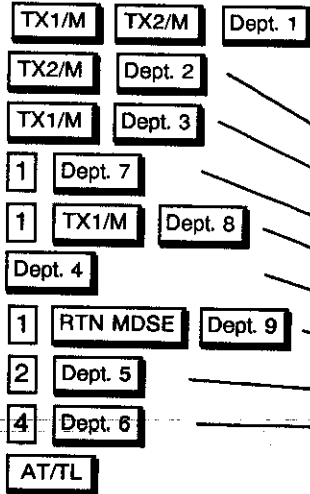 TX1/M TX2/M Dept. 1
TX2/M Dept. 2
TX1/M Dept. 3
1 Dept. 7
1 TX1/M Dept. 8
Dept. 4
1 RTN MDSE Dept. 9
2 Dept. 5
4 Dept. 6
AT/TL